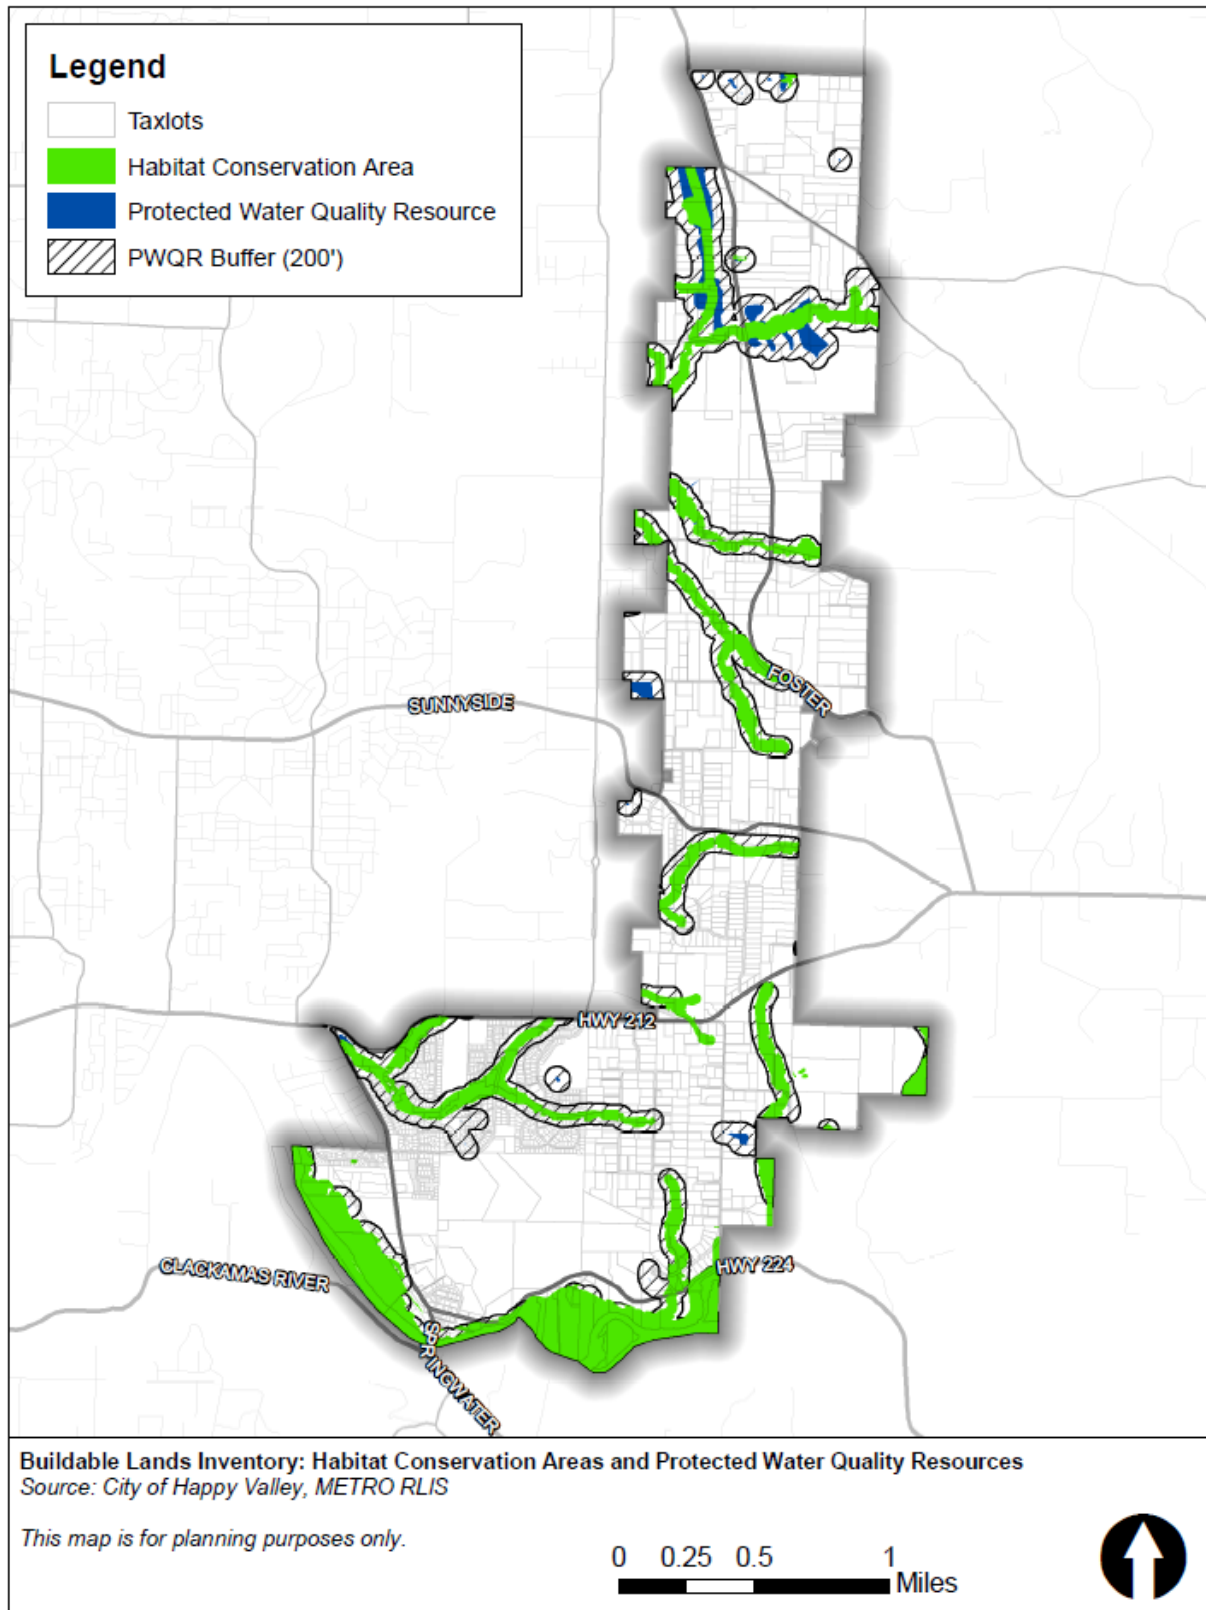 Legend
Taxlots
Habitat Conservation Area
Protected Water Quality Resource
PWQR Buffer (200')
FOSTER
SUNNYSIDE
HWY 212
HWY 224
CLACKAMAS RIVER
SPRINGWATER
Buildable Lands Inventory: Habitat Conservation Areas and Protected Water Quality Resources
Source: City of Happy Valley, METRO RLIS
This map is for planning purposes only.
0 0.25 0.5 1
Miles